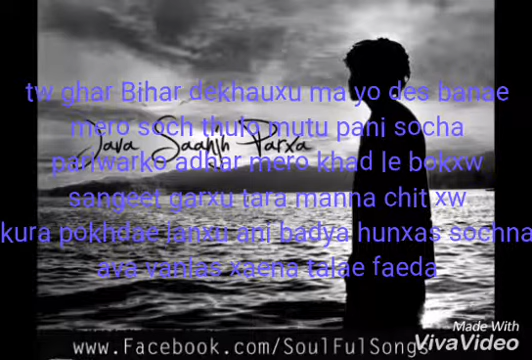 tw ghar Bihar dekhauxu ma yo des banae
mero soch thulo mutu pani socha
Java Saanjh Parxa
pariwarko adhar mero khad le bokxw
sangeet garxu tara manna chit xw
kura pokhdae lanxu ani badya hunxas sochna
ava vanlas xaena talae faeda
Made With
VivaVideo
www.Facebook.com/SoulFulSongs